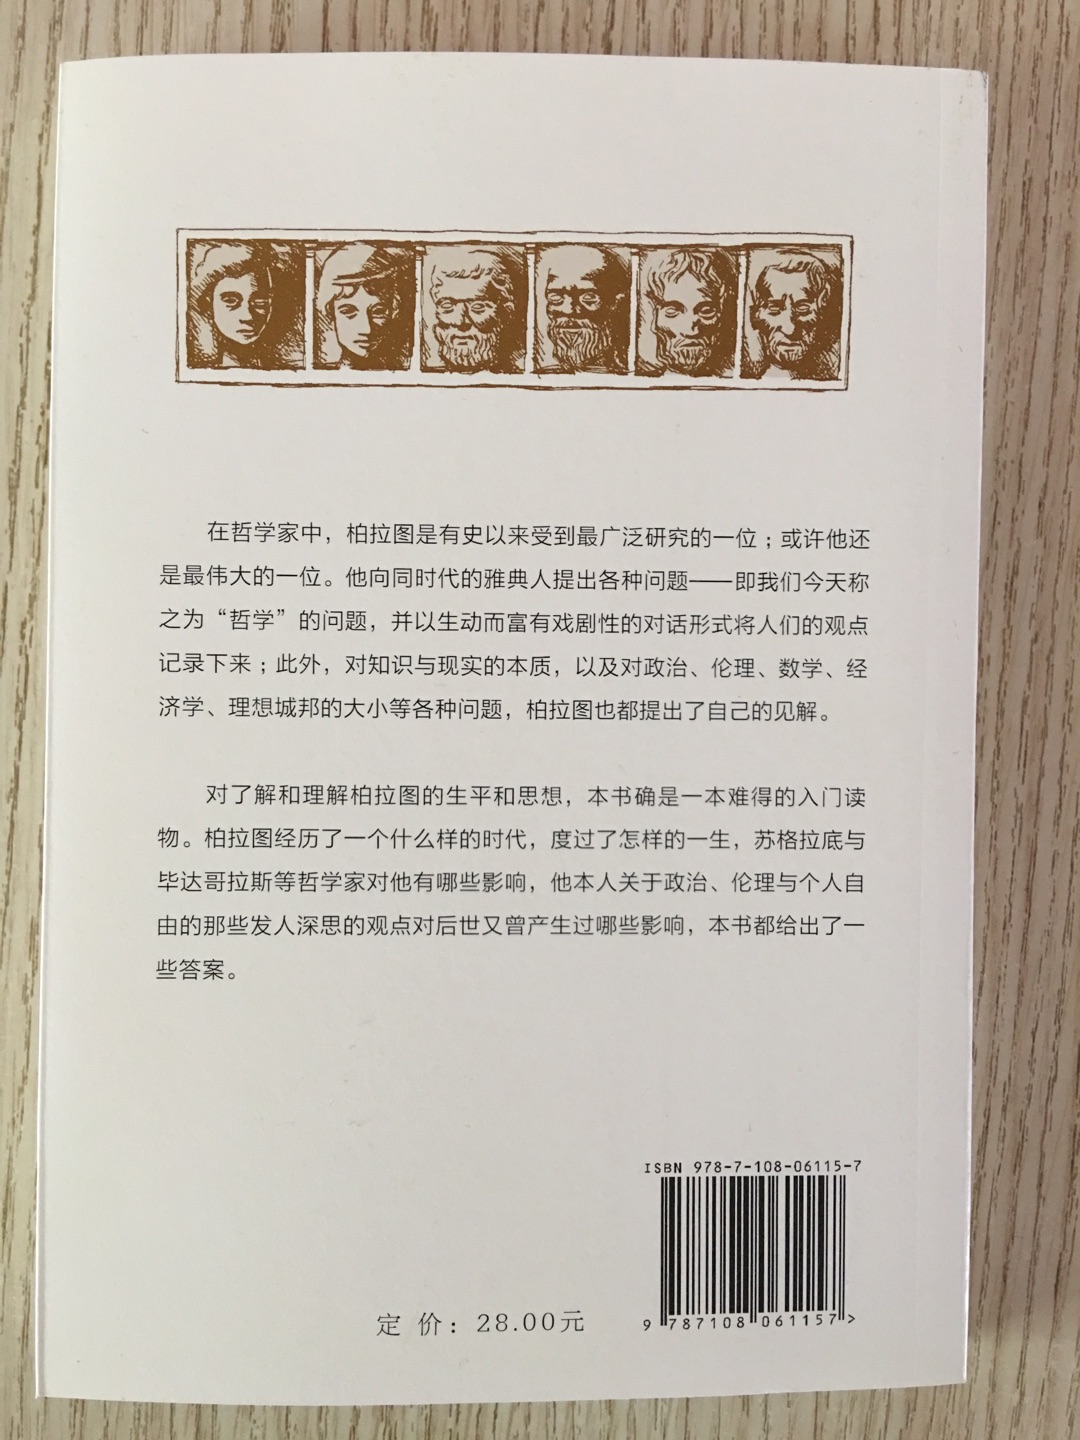 在哲学家中，柏拉图是有史以来受到最广泛研究的一位；或许他还
是最伟大的一位。他向同时代的雅典人提出各种问题——即我们今天称
之为“哲学”的问题，并以生动而富有戏剧性的对话形式将人们的观点
记录下来；此外，对知识与现实的本质，以及对政治、伦理、数学、经
济学、理想城邦的大小等各种问题，柏拉图也都提出了自己的见解。
对了解和理解柏拉图的生平和思想，本书确是一本难得的入门读
物。柏拉图经历了一个什么样的时代，度过了怎样的一生，苏格拉底与
毕达哥拉斯等哲学家对他有哪些影响，他本人关于政治、伦理与个人自
由的那些发人深思的观点对后世又曾产生过哪些影响，本书都给出了一
些答案。
ISBN 978-7-108-06115-7
9 787108 061157>
定 价：28.00元